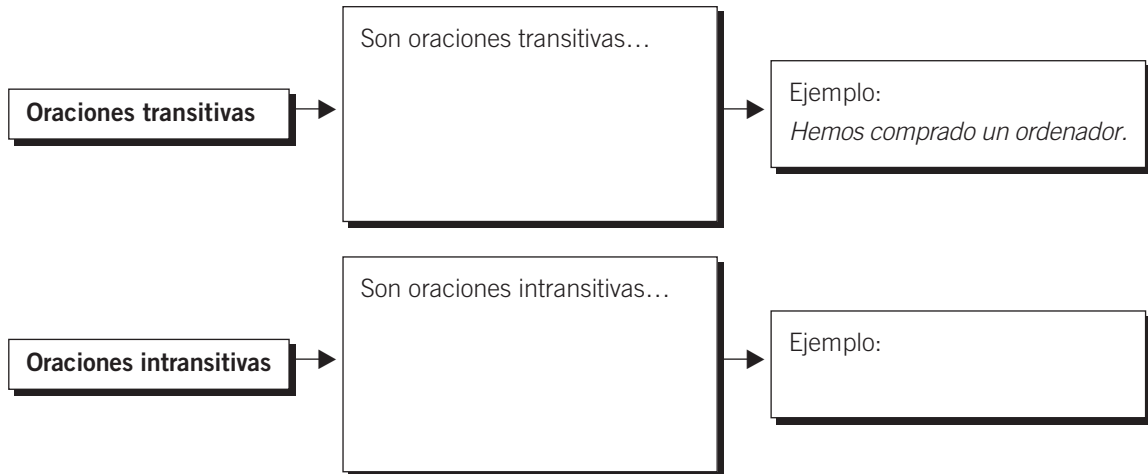 Oraciones transitivas
Son oraciones transitivas…
Ejemplo:
Hemos comprado un ordenador.
Oraciones intransitivas
Son oraciones intransitivas…
Ejemplo: